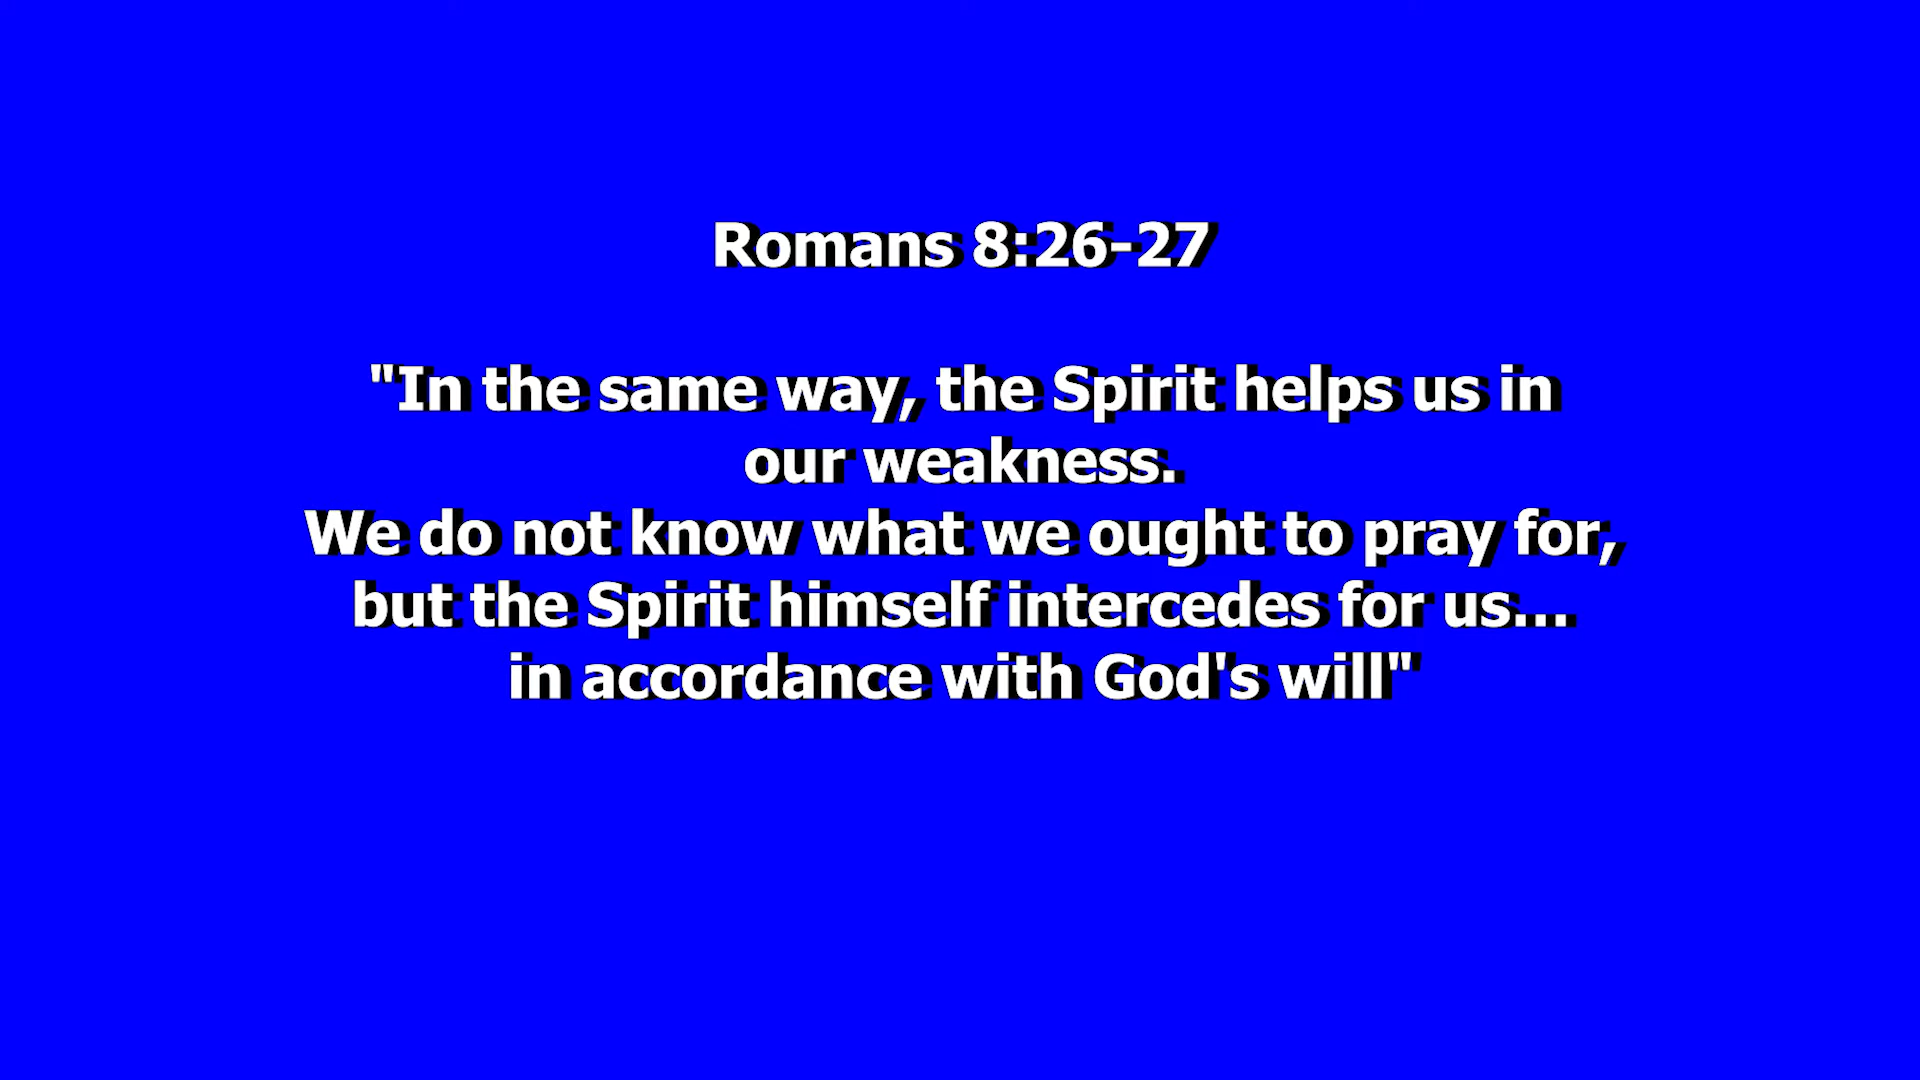 Romans 8:26-27
"In the same way, the Spirit helps us in
our weakness.
We do not know what we ought to pray for,
but the Spirit himself intercedes for us...
in accordance with God's will"